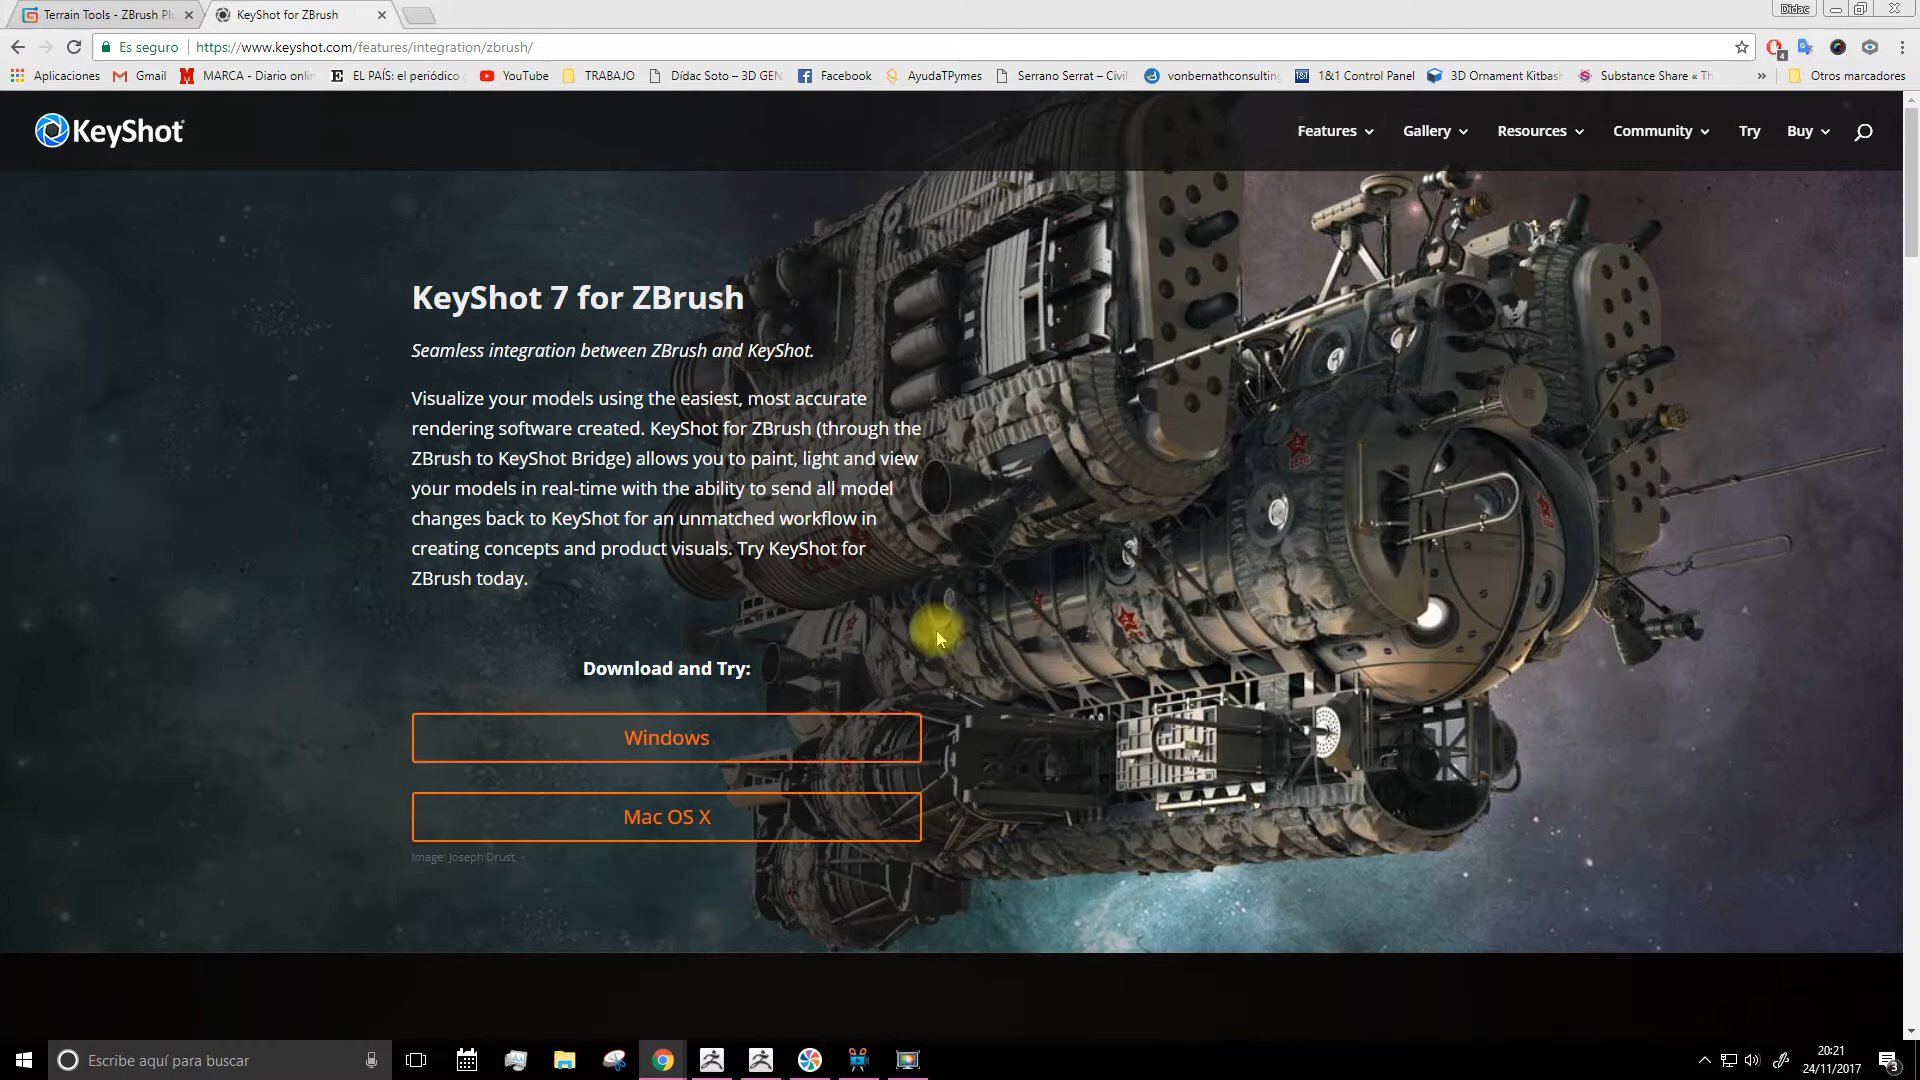 Terrain Tools - ZBrush Plu
KeyShot for ZBrush
Didac
Es seguro
https://www.keyshot.com/features/integration/zbrush/
Aplicaciones
Gmail
MARCA - Diario onlin
EL PAÍS: el periódico
YouTube
TRABAJO
Dídac Soto – 3D GEN
Facebook
AyudaTPymes
Serrano Serrat – Civil
vonbernathconsulting
1&1 Control Panel
3D Ornament Kitbash
Substance Share « Th
»
Otros marcadores
KeyShot
Features
Gallery
Resources
Community
Try
Buy
KeyShot 7 for ZBrush
Seamless integration between ZBrush and KeyShot.
Visualize your models using the easiest, most accurate
rendering software created. KeyShot for ZBrush (through the
ZBrush to KeyShot Bridge) allows you to paint, light and view
your models in real-time with the ability to send all model
changes back to KeyShot for an unmatched workflow in
creating concepts and product visuals. Try KeyShot for
ZBrush today.
Download and Try:
Windows
Mac OS X
Image: Joseph Drust
Escribe aquí para buscar
20:21
24/11/2017
3